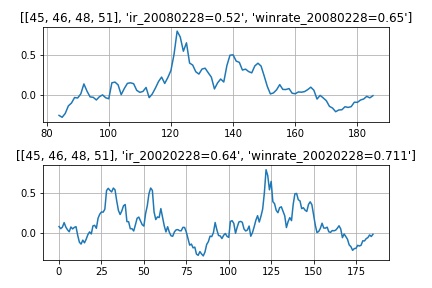 [[45, 46, 48, 51], 'ir_20080228=0.52', 'winrate_20080228=0.65']
0.5
0.0
80 100 120 140 160 180
[[45, 46, 48, 51], 'ir_20020228=0.64', 'winrate_20020228=0.711']
0.5
0.0
0 25 50 75 100 125 150 175